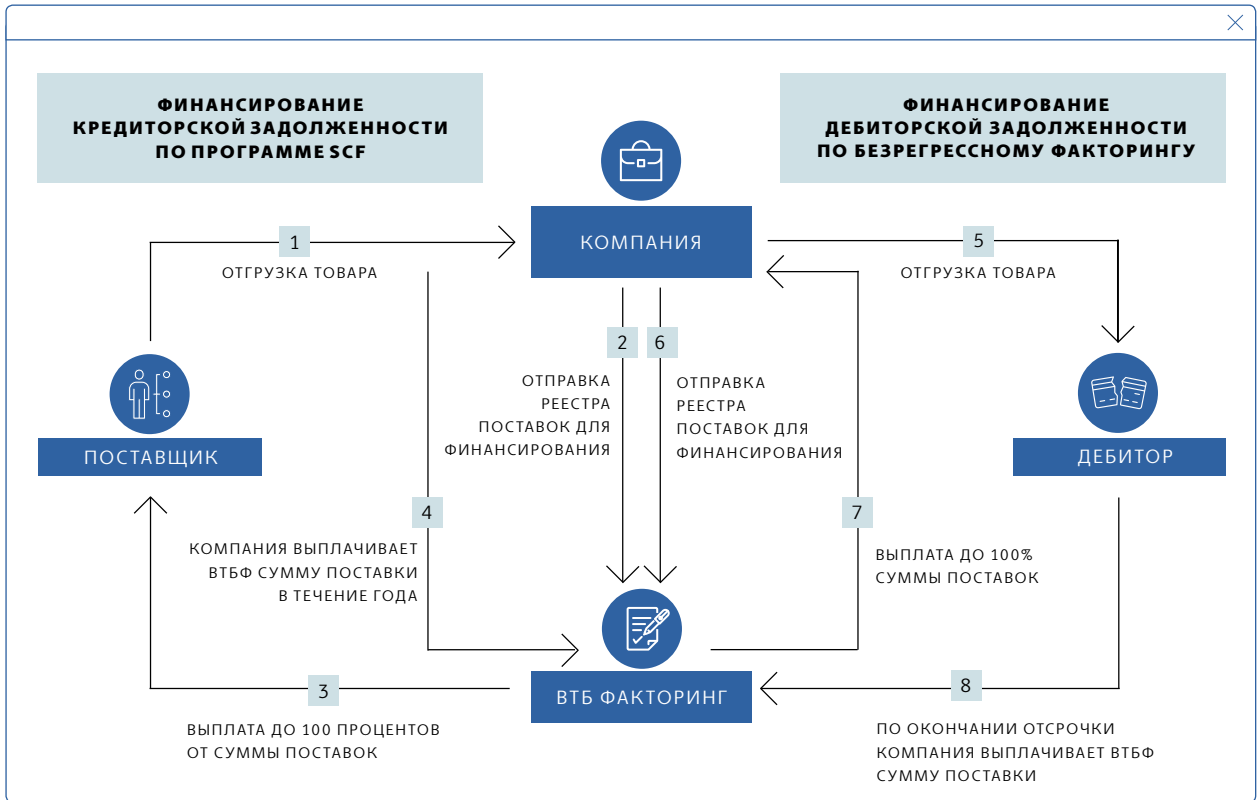 ФИНАНСИРОВАНИЕ
КРЕДИТОРСКОЙ ЗАДОЛЖЕННОСТИ
ПО ПРОГРАММЕ SCF
ФИНАНСИРОВАНИЕ
ДЕБИТОРСКОЙ ЗАДОЛЖЕННОСТИ
ПО БЕЗРЕГРЕССНОМУ ФАКТОРИНГУ
КОМПАНИЯ
1
ОТГРУЗКА ТОВАРА
5
ОТГРУЗКА ТОВАРА
2
ОТПРАВКА
РЕЕСТРА
ПОСТАВОК ДЛЯ
ФИНАНСИРОВАНИЯ
6
ОТПРАВКА
РЕЕСТРА
ПОСТАВОК ДЛЯ
ФИНАНСИРОВАНИЯ
ПОСТАВЩИК
ДЕБИТОР
4
КОМПАНИЯ ВЫПЛАЧИВАЕТ
ВТБФ СУММУ ПОСТАВКИ
В ТЕЧЕНИЕ ГОДА
7
ВЫПЛАТА ДО 100%
СУММЫ ПОСТАВОК
3
ВЫПЛАТА ДО 100 ПРОЦЕНТОВ
ОТ СУММЫ ПОСТАВОК
ВТБ ФАКТОРИНГ
8
ПО ОКОНЧАНИИ ОТСРОЧКИ
КОМПАНИЯ ВЫПЛАЧИВАЕТ ВТБФ
СУММУ ПОСТАВКИ